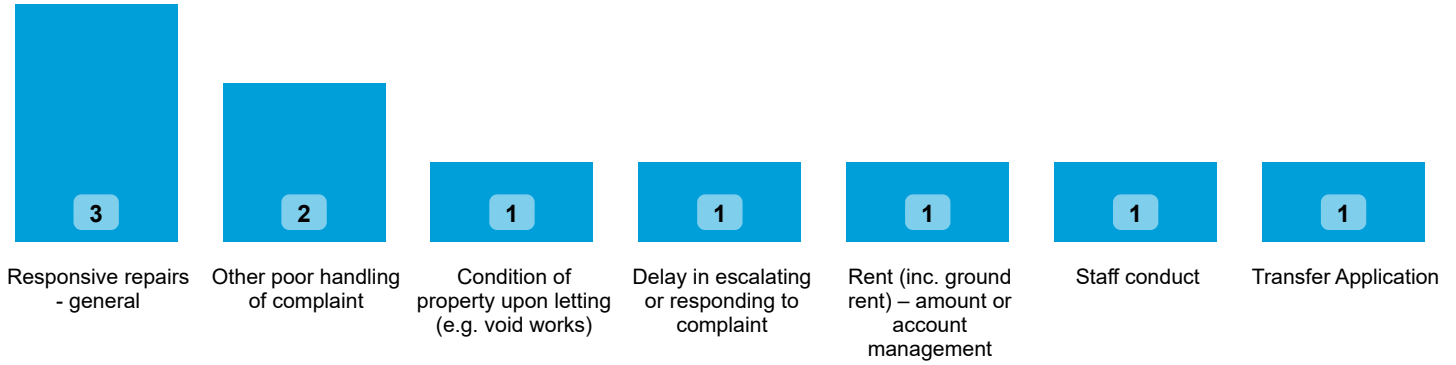 3
2
1
1
1
1
1
Responsive repairs
- general
Other poor handling
of complaint
Condition of
property upon letting
(e.g. void works)
Delay in escalating
or responding to
complaint
Rent (inc. ground
rent) – amount or
account
management
Staff conduct
Transfer Application